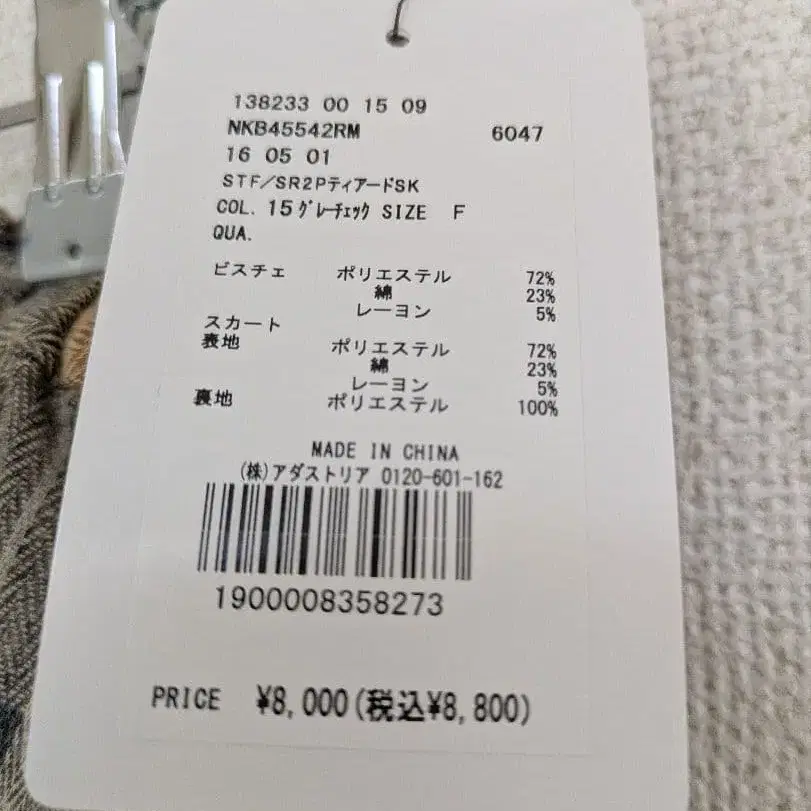 138233 00 15 09
NKB45542RM 6047
16 05 01
STF/SR2PティアードSK
COL. 15グレーチェック SIZE F
QUA.
ビスチェ ポリエステル 72%
綿 23%
レーヨン 5%
スカート
表地 ポリエステル 72%
綿 23%
レーヨン 5%
裏地 ポリエステル 100%
MADE IN CHINA
(株)アダストリア 0120-601-162
1900008358273
PRICE ¥8,000(税込¥8,800)